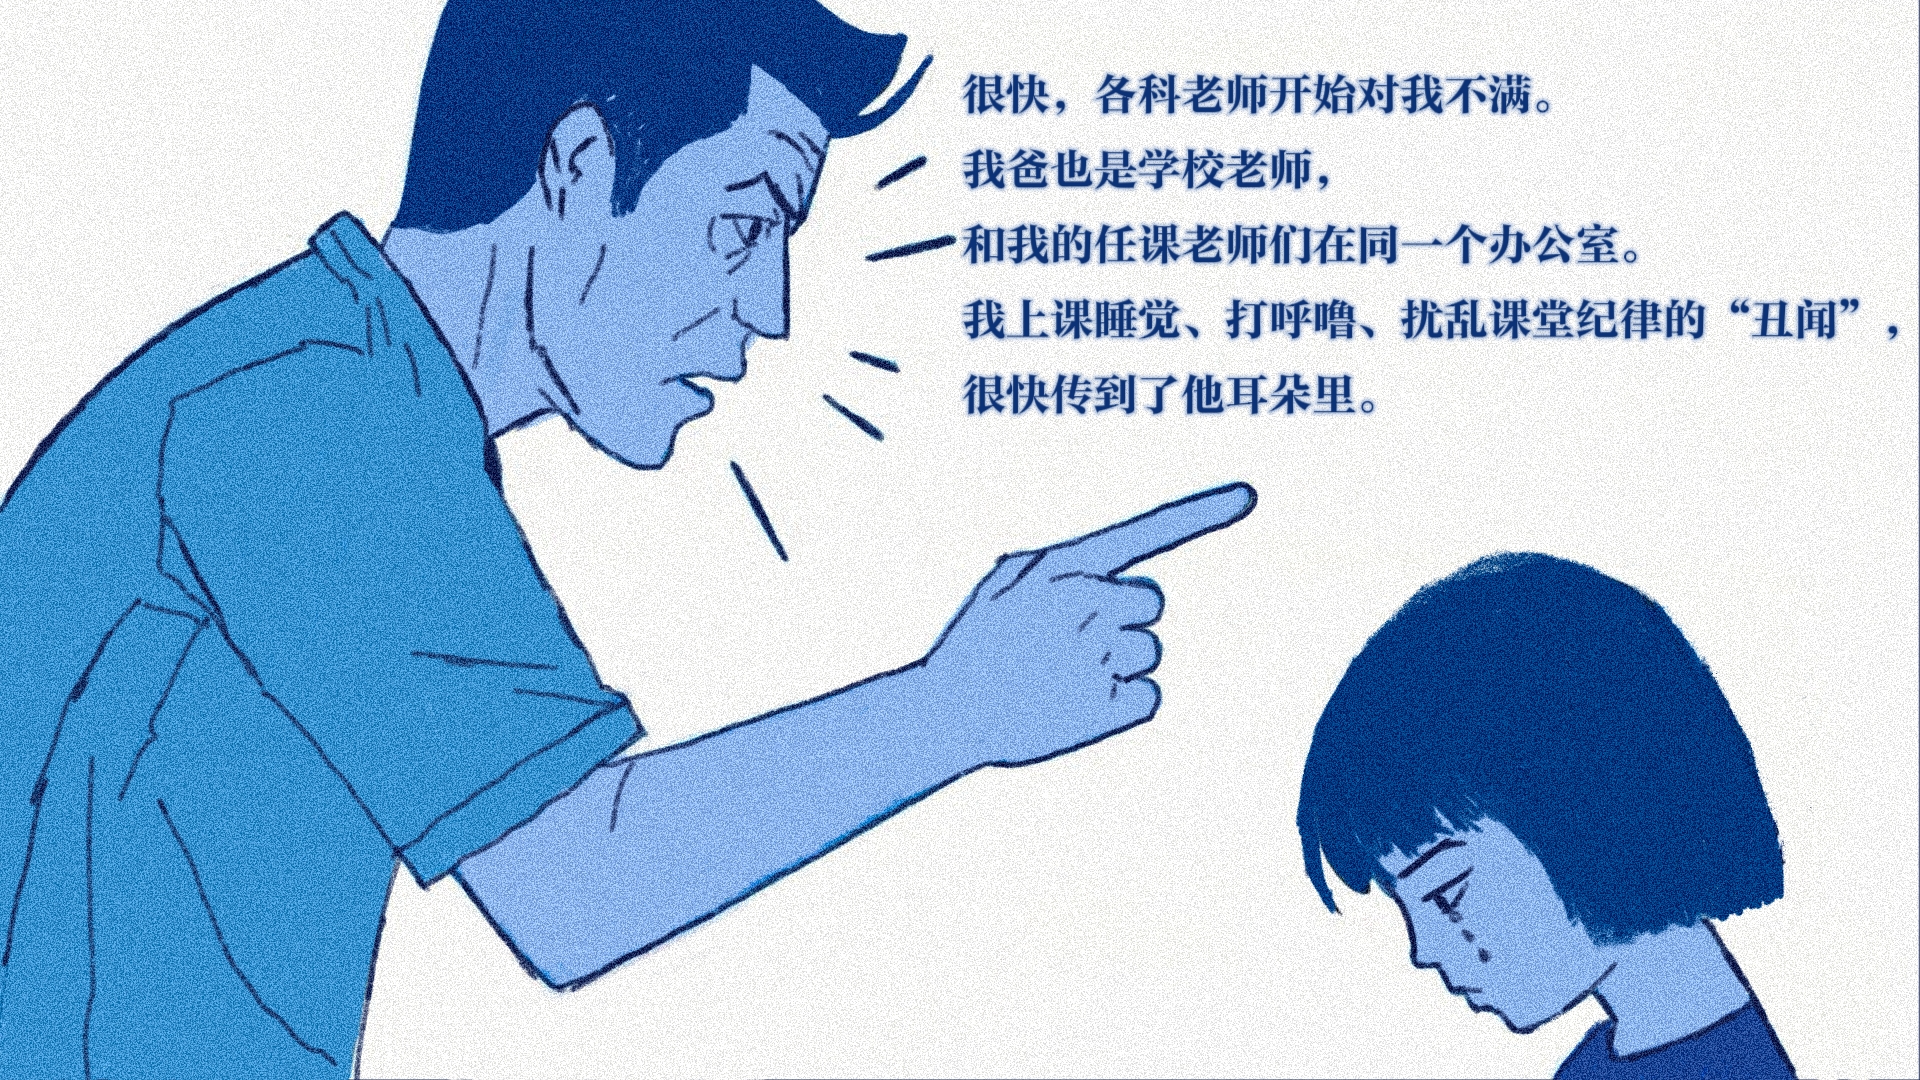 很快，各科老师开始对我不满。
我爸也是学校老师，
和我的任课老师们在同一个办公室。
我上课睡觉、打呼噜、扰乱课堂纪律的“丑闻”，
很快传到了他耳朵里。